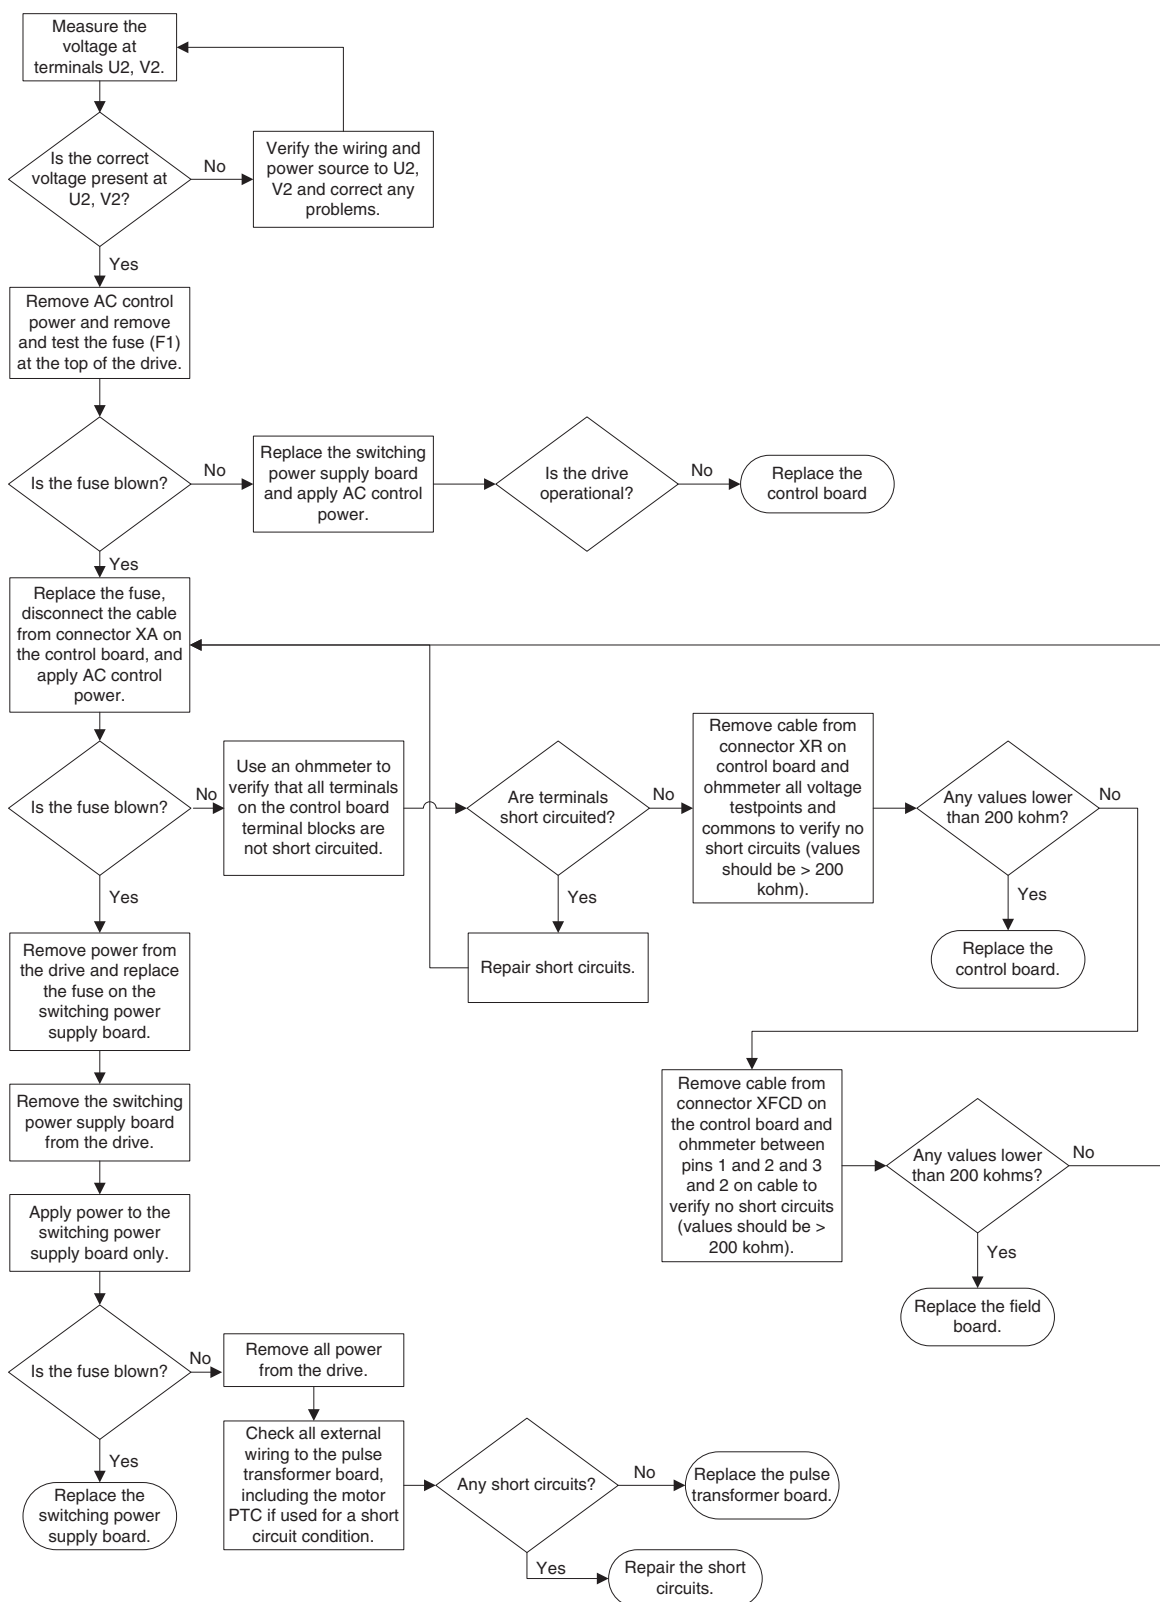 Measure the
voltage at
terminals U2, V2.
Is the correct
voltage present at
U2, V2?
No
Verify the wiring and
power source to U2,
V2 and correct any
problems.
Yes
Remove AC control
power and remove
and test the fuse (F1)
at the top of the drive.
Is the fuse blown?
No
Replace the switching
power supply board
and apply AC control
power.
Is the drive
operational?
No
Replace the
control board
Yes
Replace the fuse,
disconnect the cable
from connector XA on
the control board, and
apply AC control
power.
Is the fuse blown?
No
Use an ohmmeter to
verify that all terminals
on the control board
terminal blocks are
not short circuited.
Are terminals
short circuited?
No
Remove cable from
connector XR on
control board and
ohmmeter all voltage
testpoints and
commons to verify no
short circuits (values
should be > 200
kohm).
Any values lower
than 200 kohm?
No
Yes
Replace the
control board.
Yes
Repair short circuits.
Yes
Remove power from
the drive and replace
the fuse on the
switching power
supply board.
Remove cable from
connector XFCD on
the control board and
ohmmeter between
pins 1 and 2 and 3
and 2 on cable to
verify no short circuits
(values should be >
200 kohm).
Any values lower
than 200 kohms?
No
Yes
Replace the field
board.
Remove the switching
power supply board
from the drive.
Apply power to the
switching power
supply board only.
Is the fuse blown?
No
Remove all power
from the drive.
Check all external
wiring to the pulse
transformer board,
including the motor
PTC if used for a short
circuit condition.
Any short circuits?
No
Replace the pulse
transformer board.
Yes
Repair the short
circuits.
Yes
Replace the
switching power
supply board.